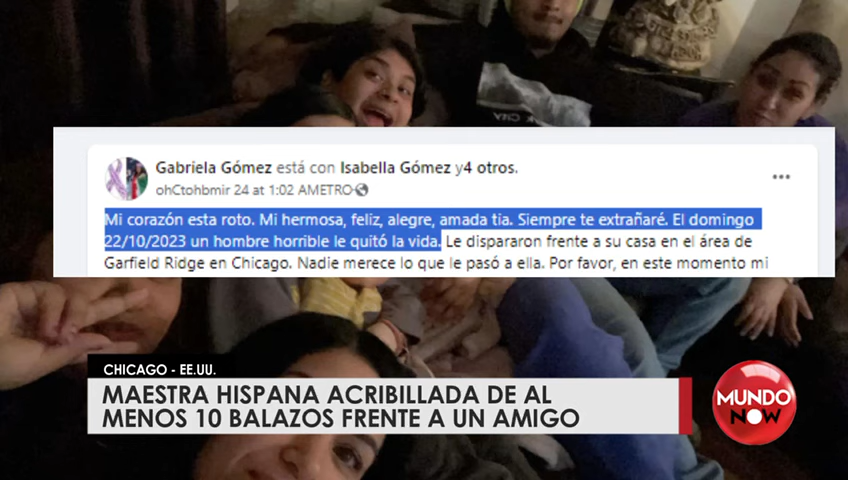 CK CITY
Gabriela Gómez está con Isabella Gómez y4 otros.
ohCtohbmir 24 at 1:02 AMETRO
Mi corazón esta roto. Mi hermosa, feliz, alegre, amada tia. Siempre te extrañaré. El domingo
22/10/2023 un hombre horrible le quitó la vida. Le dispararon frente a su casa en el área de
Garfield Ridge en Chicago. Nadie merece lo que le pasó a ella. Por favor, en este momento mi
CHICAGO - EE.UU.
MAESTRA HISPANA ACRIBILLADA DE AL
MENOS 10 BALAZOS FRENTE A UN AMIGO
MUNDO
NOW